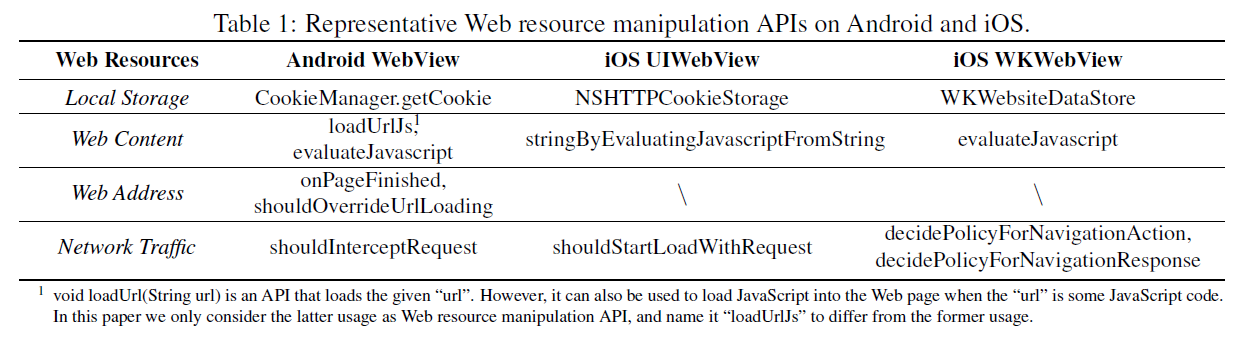 Table 1: Representative Web resource manipulation APIs on Android and iOS.
Web Resources Android WebView iOS UIWebView iOS WKWebView
Local Storage CookieManager.getCookie NSHTTPCookieStorage WKWebsiteDataStore
Web Content loadUrlJs,1 evaluateJavascript stringByEvaluatingJavascriptFromString evaluateJavascript
Web Address onPageFinished, shouldOverrideUrlLoading \ \
Network Traffic shouldInterceptRequest shouldStartLoadWithRequest decidePolicyForNavigationAction, decidePolicyForNavigationResponse
1 void loadUrl(String url) is an API that loads the given “url”. However, it can also be used to load JavaScript into the Web page when the “url” is some JavaScript code.
In this paper we only consider the latter usage as Web resource manipulation API, and name it “loadUrlJs” to differ from the former usage.